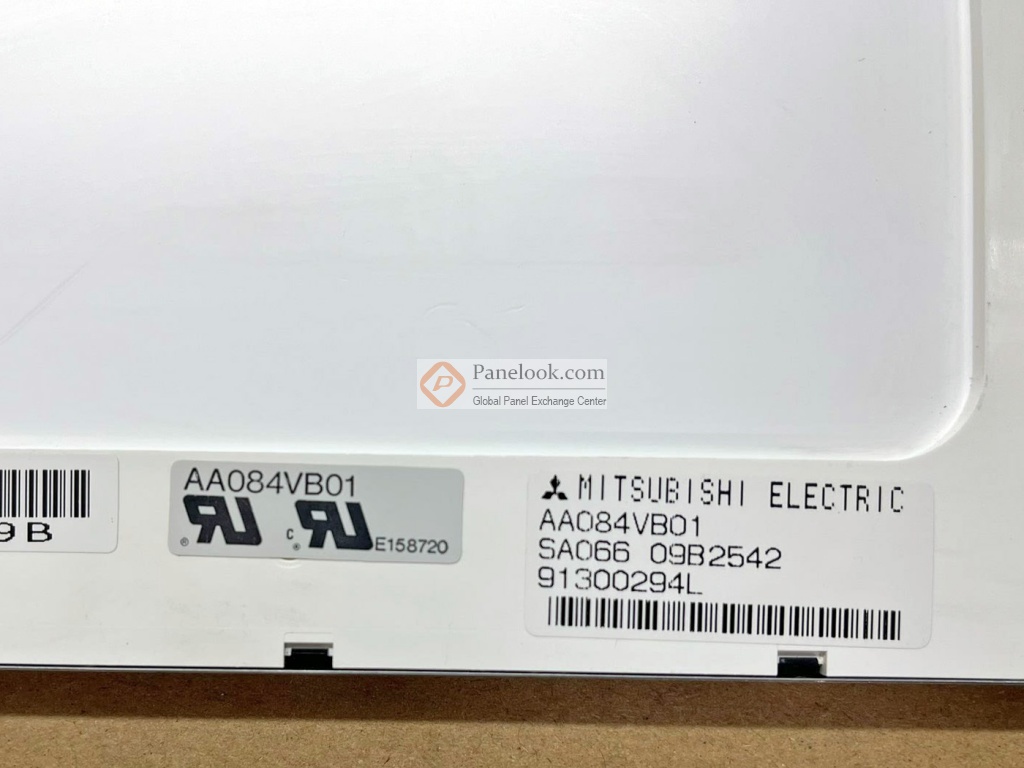 Panelook.com
Global Panel Exchange Center
9B
AA084VB01
E158720
MITSUBISHI ELECTRIC
AA084VB01
SA066 09B2542
91300294L